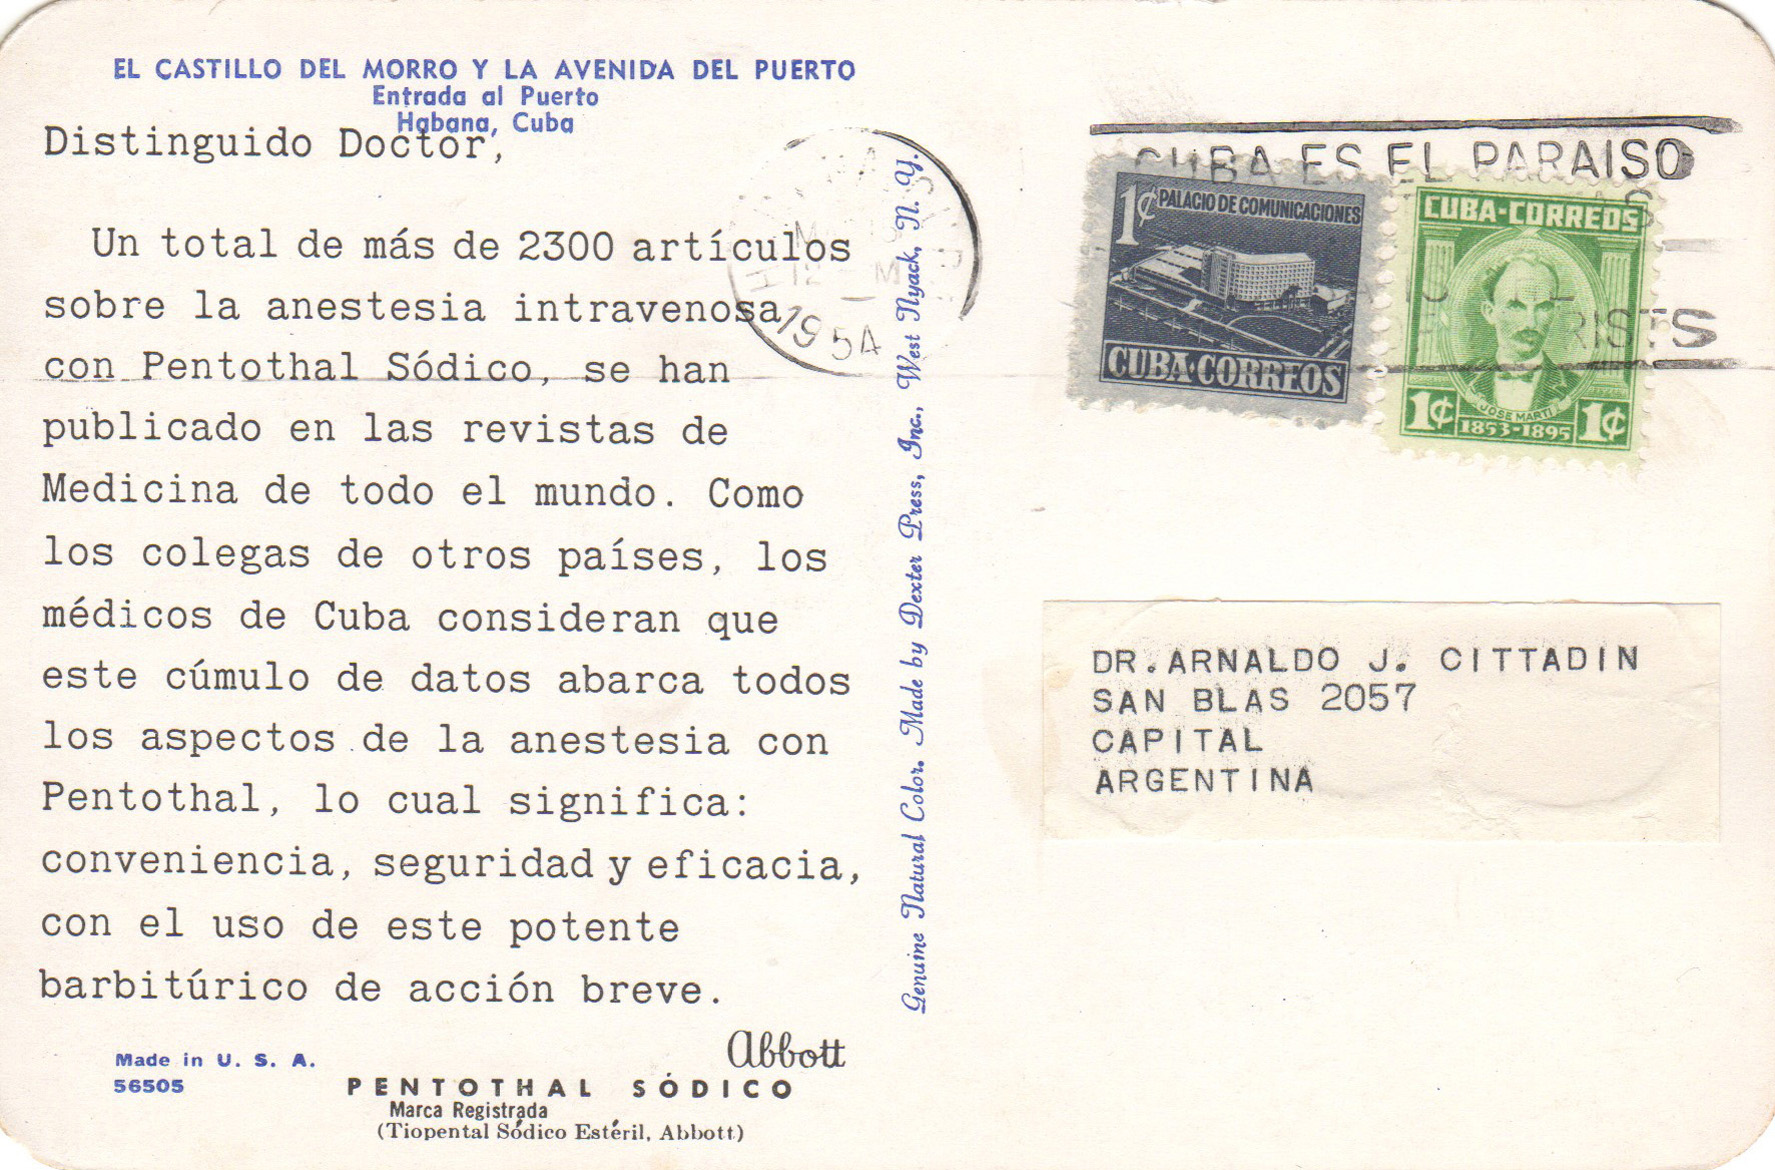 EL CASTILLO DEL MORRO Y LA AVENIDA DEL PUERTO
Entrada al Puerto
Habana, Cuba
Distinguido Doctor,
Un total de más de 2300 artículos
sobre la anestesia intravenosa
con Pentothal Sódico, se han
publicado en las revistas de
Medicina de todo el mundo. Como
los colegas de otros países, los
médicos de Cuba consideran que
este cúmulo de datos abarca todos
los aspectos de la anestesia con
Pentothal, lo cual significa:
conveniencia, seguridad y eficacia,
con el uso de este potente
barbitúrico de acción breve.
Abbott
Made in U. S. A.
56505
PENTOTHAL SÓDICO
Marca Registrada
(Tiopental Sódico Estéril, Abbott)
Genuine Natural Color. Made by Dexter Press, Inc., West Nyack, N. Y.
12 - M
1954
CUBA ES EL PARAISO
1¢ PALACIO DE COMUNICACIONES
CUBA·CORREOS
CUBA-CORREOS
JOSE MARTI
1¢ 1853-1895 1¢
DR. ARNALDO J. CITTADIN
SAN BLAS 2057
CAPITAL
ARGENTINA